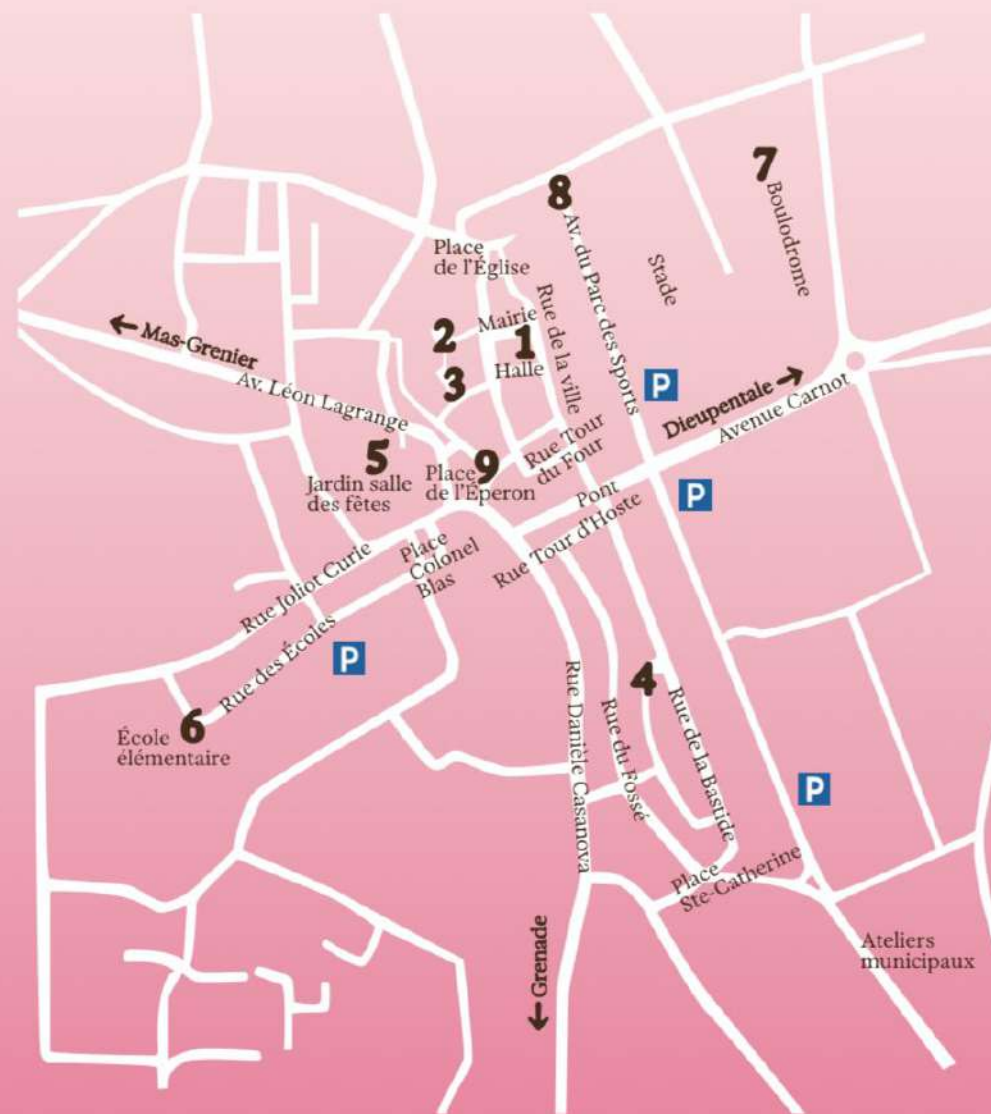 7
Boulodrome
8
Av. du Parc des Sports
Stade
Place
de l'Église
Rue de la ville
2
Mairie
1
Halle
3
← Mas-Grenier
Av. Léon Lagrange
P
Dieupentale →
Avenue Carnot
5
Jardin salle
des fêtes
9
Place
de l'Éperon
Rue Tour
du Four
Pont
P
Rue Tour d'Hoste
Place
Colonel
Blas
Rue Joliot Curie
Rue des Écoles
P
6
École
élémentaire
4
Rue Danièle Casanova
Rue du Fossé
Rue de la Bastide
P
Place
Ste-Catherine
← Grenade
Ateliers
municipaux